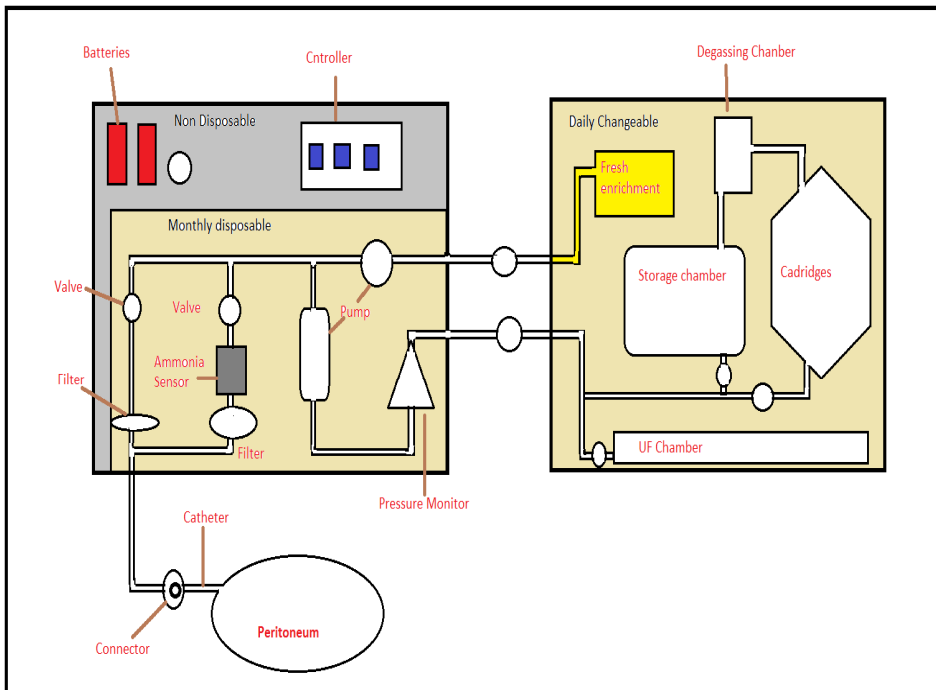 Batteries
Cntroller
Degassing Chanber
Non Disposable
Daily Changeable
Fresh
enrichment
Monthly disposable
Storage chamber
Cadridges
Valve
Valve
Pump
Ammonia
Sensor
Filter
Filter
UF Chamber
Pressure Monitor
Catheter
Peritoneum
Connector